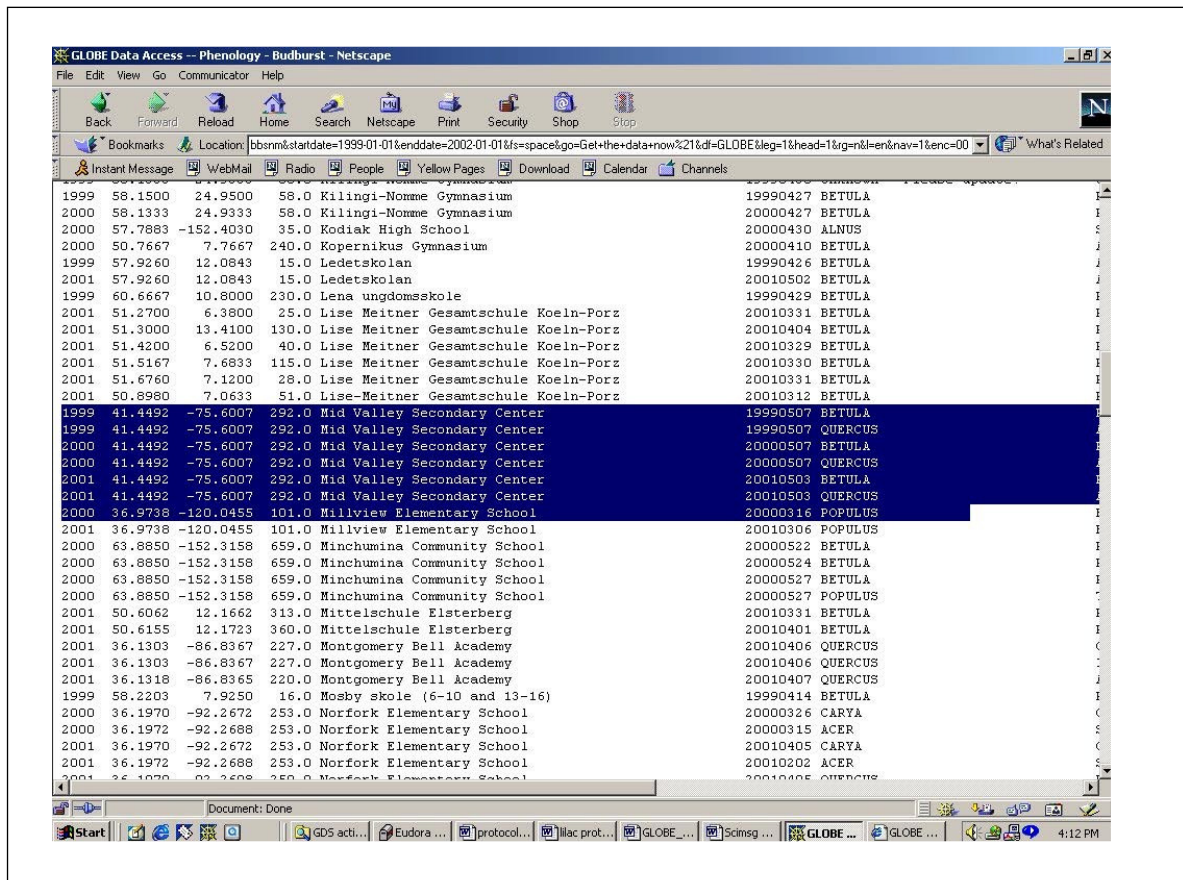 GLOBE Data Access -- Phenology - Budburst - Netscape
File Edit View Go Communicator Help
Back Forward Reload Home Search Netscape Print Security Shop Stop
Bookmarks Location: bbsnm&startdate=1999-01-01&enddate=2002-01-01&fs=space&go=Get+the+data+now%21&df=GLOBE&leg=1&head=1&rg=n&l=en&nav=1&enc=00 What's Related
Instant Message WebMail Radio People Yellow Pages Download Calendar Channels
1999 58.1500 24.9500 58.0 Kilingi-Nomme Gymnasium 19990427 BETULA
2000 58.1333 24.9333 58.0 Kilingi-Nomme Gymnasium 20000427 BETULA
2000 57.7883 -152.4030 35.0 Kodiak High School 20000430 ALNUS
2000 50.7667 7.7667 240.0 Kopernikus Gymnasium 20000410 BETULA
1999 57.9260 12.0843 15.0 Ledetskolan 19990426 BETULA
2001 57.9260 12.0843 15.0 Ledetskolan 20010502 BETULA
1999 60.6667 10.8000 230.0 Lena ungdomsskole 19990429 BETULA
2001 51.2700 6.3800 25.0 Lise Meitner Gesamtschule Koeln-Porz 20010331 BETULA
2001 51.3000 13.4100 130.0 Lise Meitner Gesamtschule Koeln-Porz 20010404 BETULA
2001 51.4200 6.5200 40.0 Lise Meitner Gesamtschule Koeln-Porz 20010329 BETULA
2001 51.5167 7.6833 115.0 Lise Meitner Gesamtschule Koeln-Porz 20010330 BETULA
2001 51.6760 7.1200 28.0 Lise Meitner Gesamtschule Koeln-Porz 20010331 BETULA
2001 50.8980 7.0633 51.0 Lise-Meitner Gesamtschule Koeln-Porz 20010312 BETULA
1999 41.4492 -75.6007 292.0 Mid Valley Secondary Center 19990507 BETULA
1999 41.4492 -75.6007 292.0 Mid Valley Secondary Center 19990507 QUERCUS
2000 41.4492 -75.6007 292.0 Mid Valley Secondary Center 20000507 BETULA
2000 41.4492 -75.6007 292.0 Mid Valley Secondary Center 20000507 QUERCUS
2001 41.4492 -75.6007 292.0 Mid Valley Secondary Center 20010503 BETULA
2001 41.4492 -75.6007 292.0 Mid Valley Secondary Center 20010503 QUERCUS
2000 36.9738 -120.0455 101.0 Millview Elementary School 20000316 POPULUS
2001 36.9738 -120.0455 101.0 Millview Elementary School 20010306 POPULUS
2000 63.8850 -152.3158 659.0 Minchumina Community School 20000522 BETULA
2000 63.8850 -152.3158 659.0 Minchumina Community School 20000524 BETULA
2000 63.8850 -152.3158 659.0 Minchumina Community School 20000527 BETULA
2000 63.8850 -152.3158 659.0 Minchumina Community School 20000527 POPULUS
2001 50.6062 12.1662 313.0 Mittelschule Elsterberg 20010331 BETULA
2001 50.6155 12.1723 360.0 Mittelschule Elsterberg 20010401 BETULA
2001 36.1303 -86.8367 227.0 Montgomery Bell Academy 20010406 QUERCUS
2001 36.1303 -86.8367 227.0 Montgomery Bell Academy 20010406 QUERCUS
2001 36.1318 -86.8365 220.0 Montgomery Bell Academy 20010407 QUERCUS
1999 58.2203 7.9250 16.0 Mosby skole (6-10 and 13-16) 19990414 BETULA
2000 36.1970 -92.2672 253.0 Norfork Elementary School 20000326 CARYA
2000 36.1972 -92.2688 253.0 Norfork Elementary School 20000315 ACER
2001 36.1970 -92.2672 253.0 Norfork Elementary School 20010405 CARYA
2001 36.1972 -92.2688 253.0 Norfork Elementary School 20010202 ACER
Document: Done
Start GDS acti... Eudora ... protocol... lilac prot... GLOBE_... Scimsg ... GLOBE ... GLOBE ... 4:12 PM